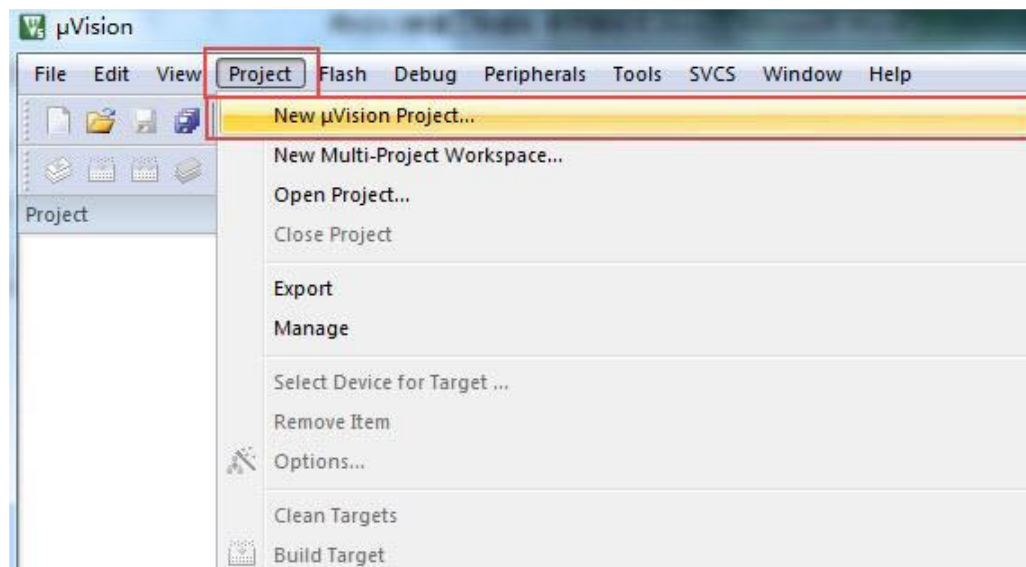 µVision
File Edit View Project Flash Debug Peripherals Tools SVCS Window Help
New µVision Project...
New Multi-Project Workspace...
Open Project...
Project
Close Project
Export
Manage
Select Device for Target ...
Remove Item
Options...
Clean Targets
Build Target